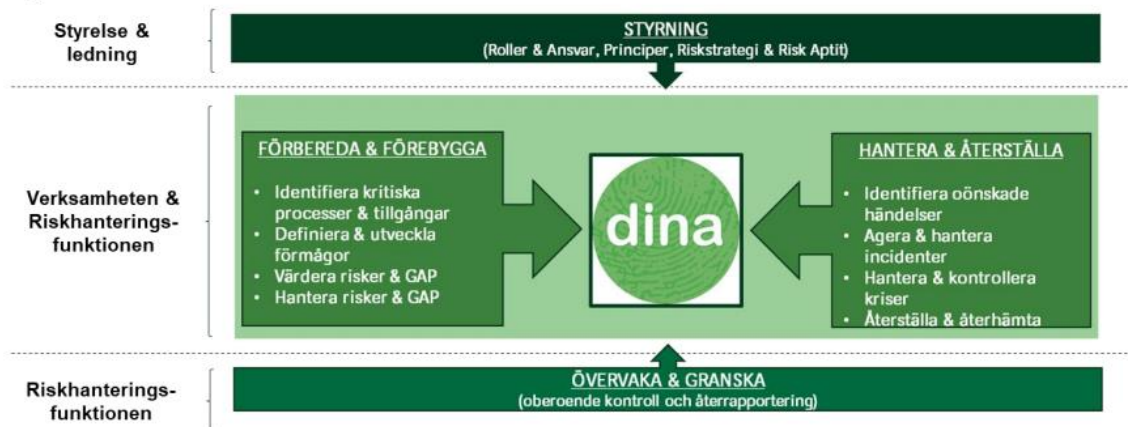 Styrelse &
ledning
STYRNING
(Roller & Ansvar, Principer, Riskstrategi & Risk Aptit)
Verksamheten &
Riskhanterings-
funktionen
FÖRBEREDA & FÖREBYGGA
• Identifiera kritiska
processer & tillgångar
• Definiera & utveckla
förmågor
• Värdera risker & GAP
• Hantera risker & GAP
dina
HANTERA & ÅTERSTÄLLA
• Identifiera oönskade
händelser
• Agera & hantera
incidenter
• Hantera & kontrollera
kriser
• Återställa & återhämta
Riskhanterings-
funktionen
ÖVERVAKA & GRANSKA
(oberoende kontroll och återrapportering)